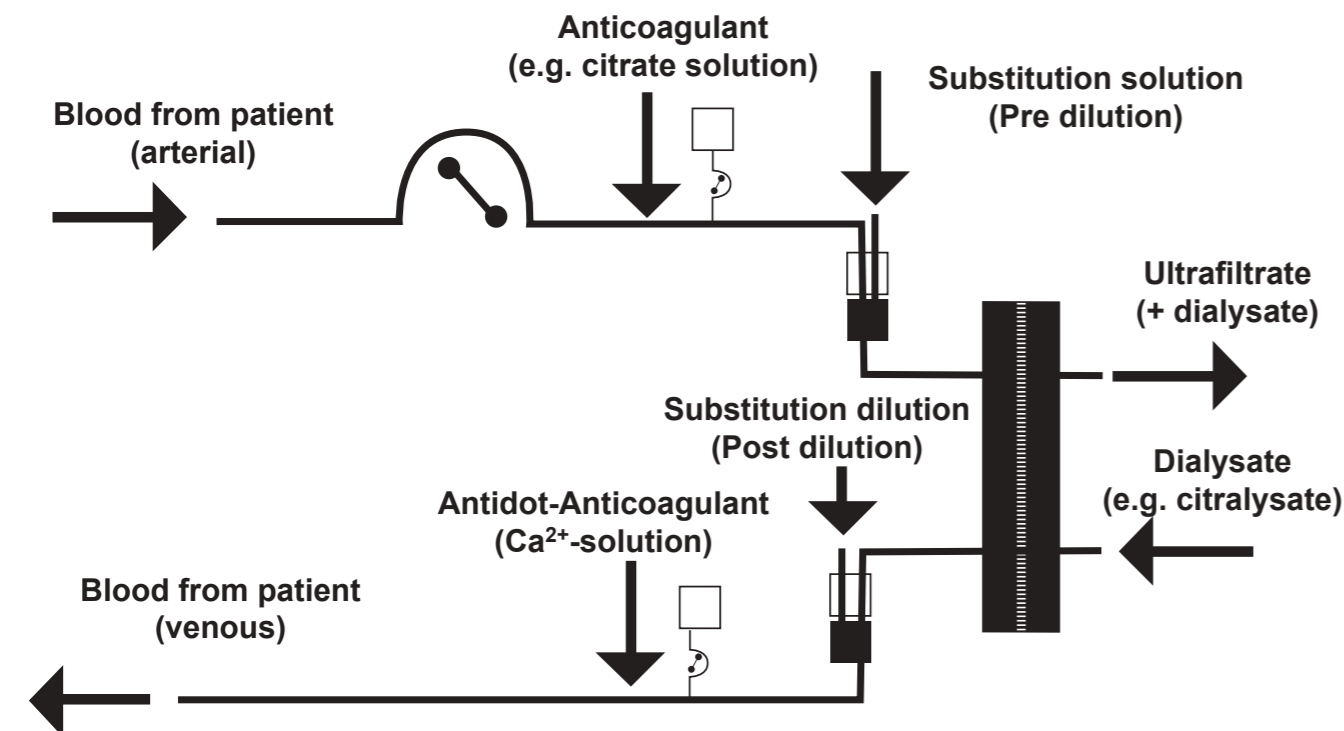 Anticoagulant
(e.g. citrate solution)
Substitution solution
(Pre dilution)
Blood from patient
(arterial)
Ultrafiltrate
(+ dialysate)
Substitution dilution
(Post dilution)
Dialysate
(e.g. citralysate)
Antidot-Anticoagulant
(Ca²⁺-solution)
Blood from patient
(venous)